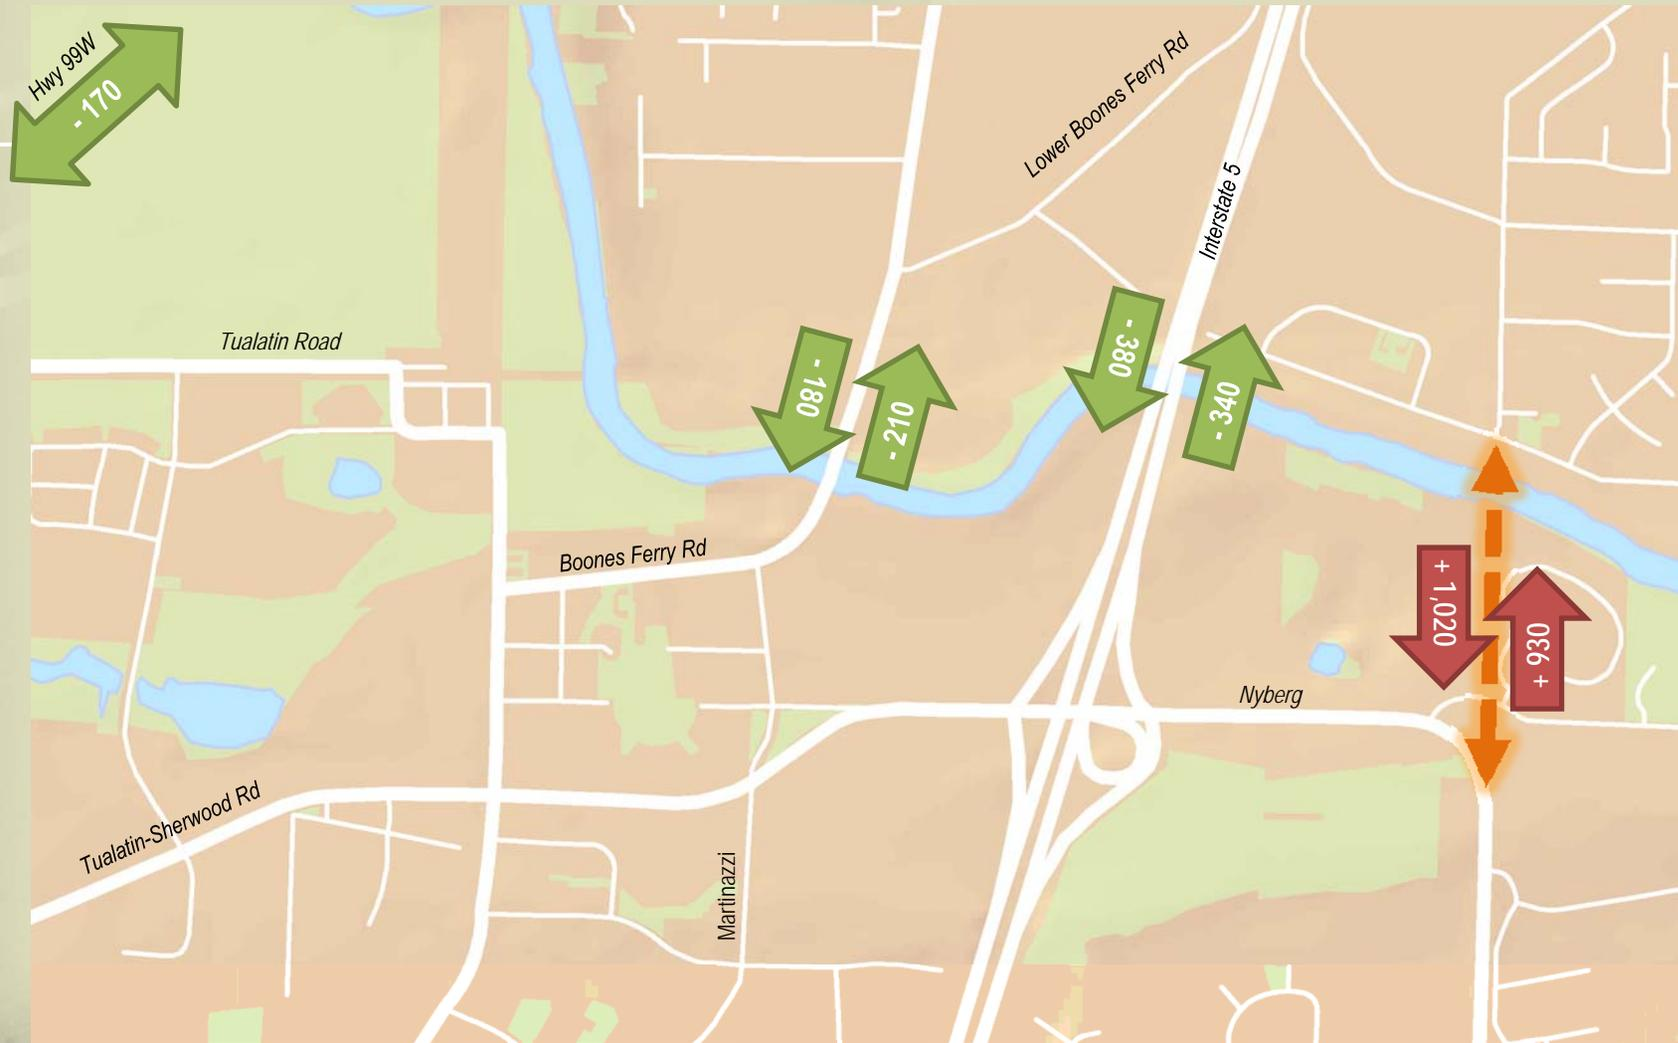 Hwy 99W
- 170
Lower Boones Ferry Rd
Interstate 5
Tualatin Road
- 180
- 210
- 380
- 340
Boones Ferry Rd
+ 1,020
+ 930
Nyberg
Tualatin-Sherwood Rd
Martinazzi